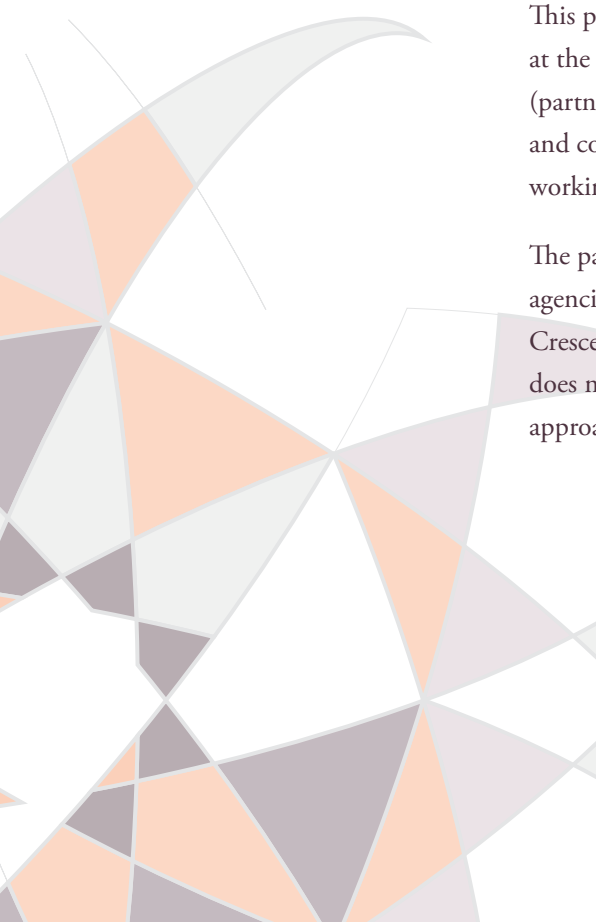 This p
at the
(partn
and co
workin
The pa
agenci
Cresce
does n
approa